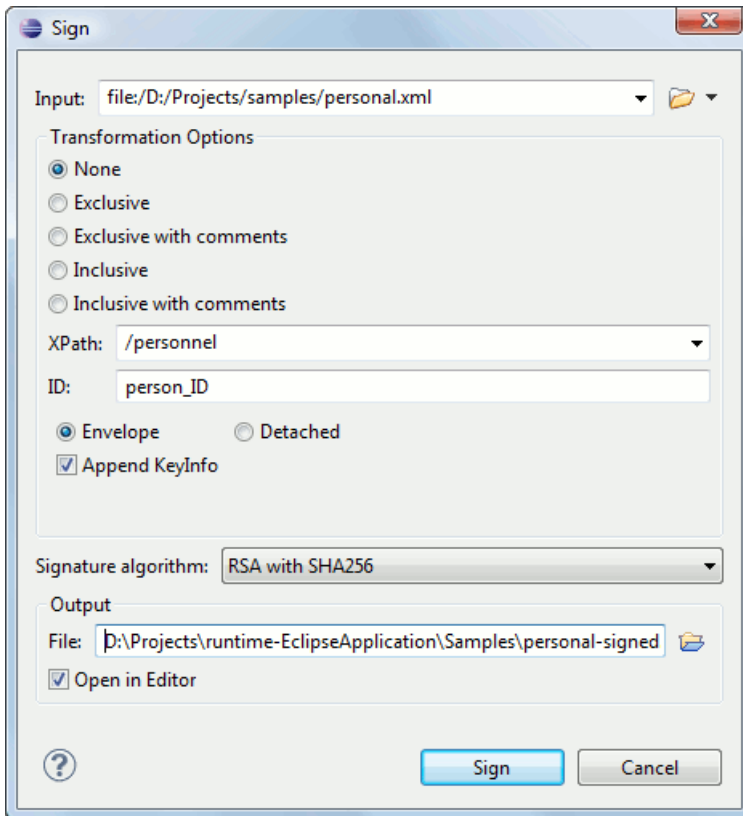 Sign
Input: file:/D:/Projects/samples/personal.xml
Transformation Options
None
Exclusive
Exclusive with comments
Inclusive
Inclusive with comments
XPath: /personnel
ID: person_ID
Envelope Detached
Append KeyInfo
Signature algorithm: RSA with SHA256
Output
File: D:\Projects\runtime-EclipseApplication\Samples\personal-signed
Open in Editor
? Sign Cancel